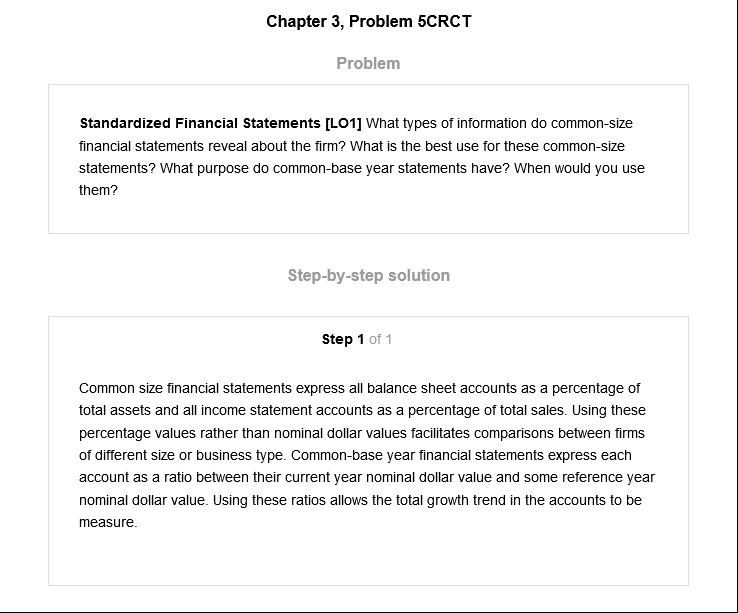 Chapter 3, Problem 5CRCT
Problem
Standardized Financial Statements [LO1] What types of information do common-size
financial statements reveal about the firm? What is the best use for these common-size
statements? What purpose do common-base year statements have? When would you use
them?
Step-by-step solution
Step 1 of 1
Common size financial statements express all balance sheet accounts as a percentage of
total assets and all income statement accounts as a percentage of total sales. Using these
percentage values rather than nominal dollar values facilitates comparisons between firms
of different size or business type. Common-base year financial statements express each
account as a ratio between their current year nominal dollar value and some reference year
nominal dollar value. Using these ratios allows the total growth trend in the accounts to be
measure.